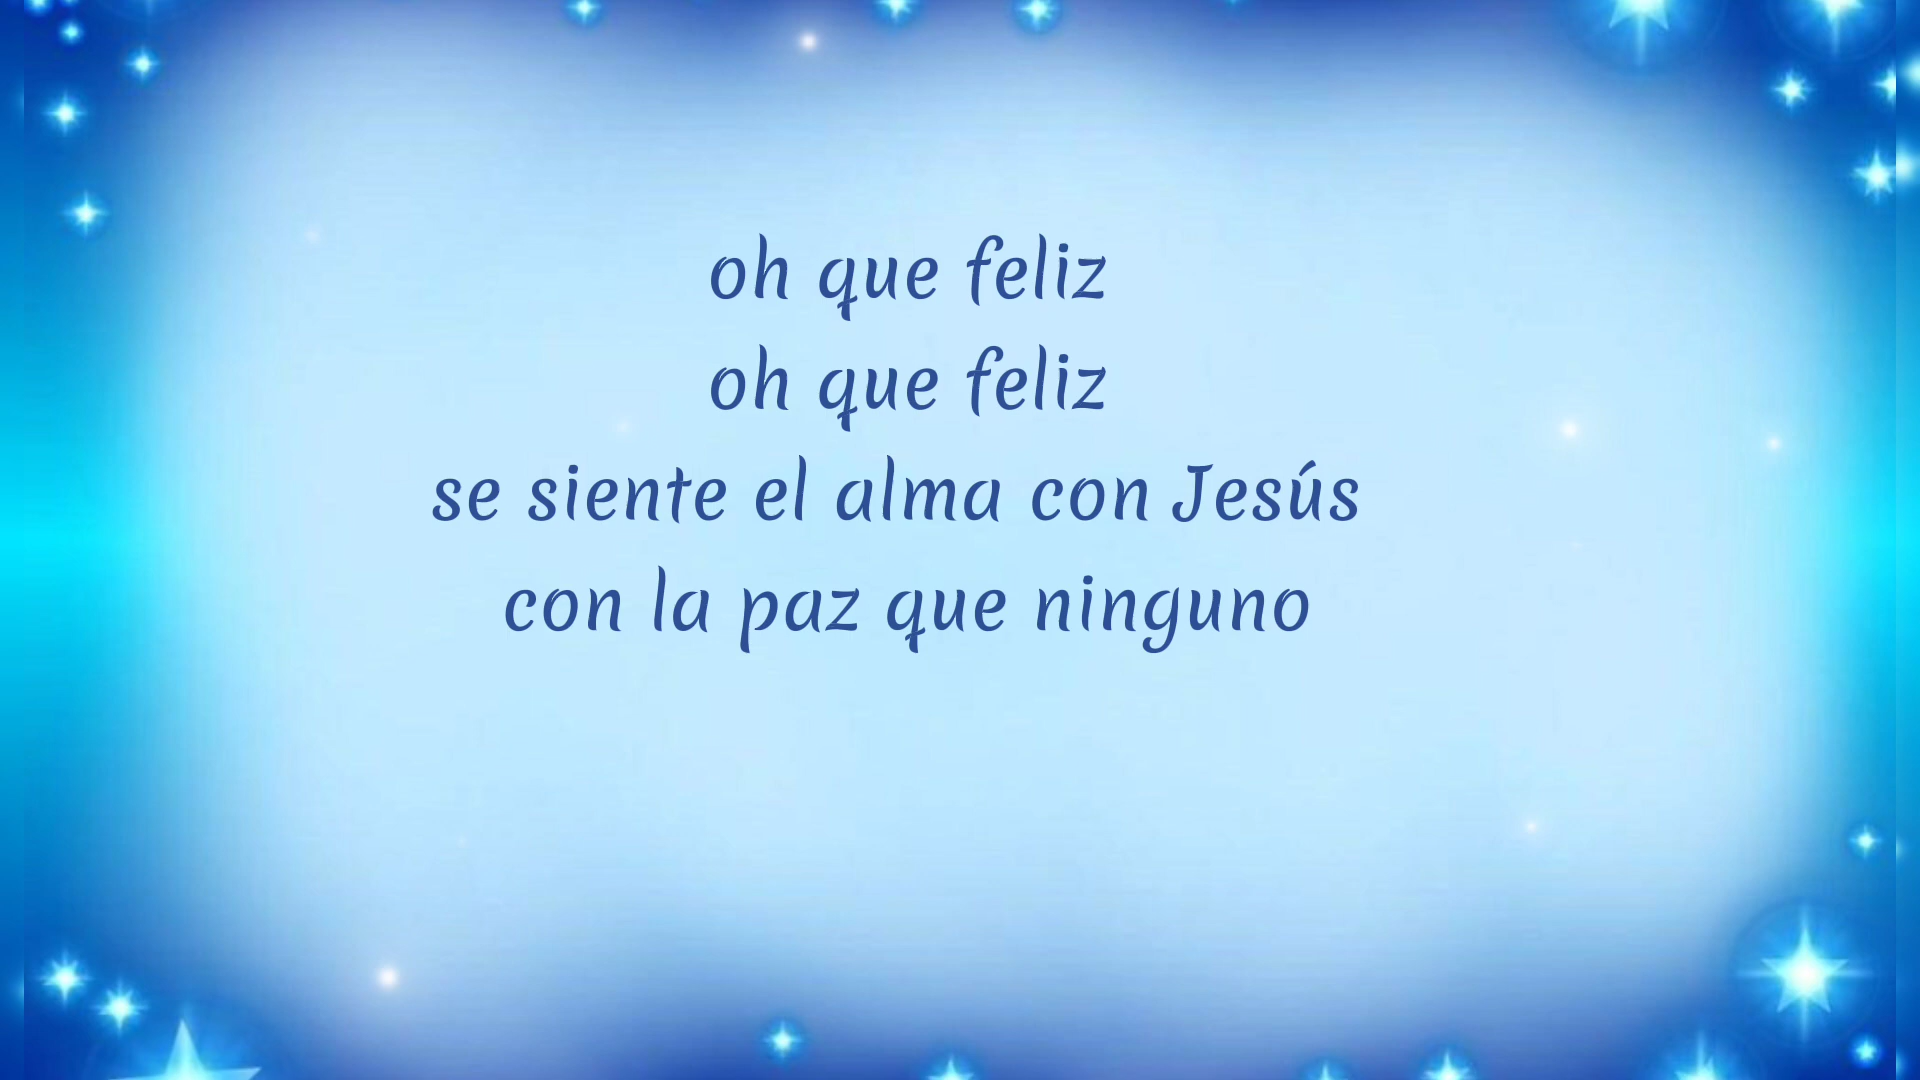 oh que feliz
oh que feliz
se siente el alma con Jesús
con la paz que ninguno